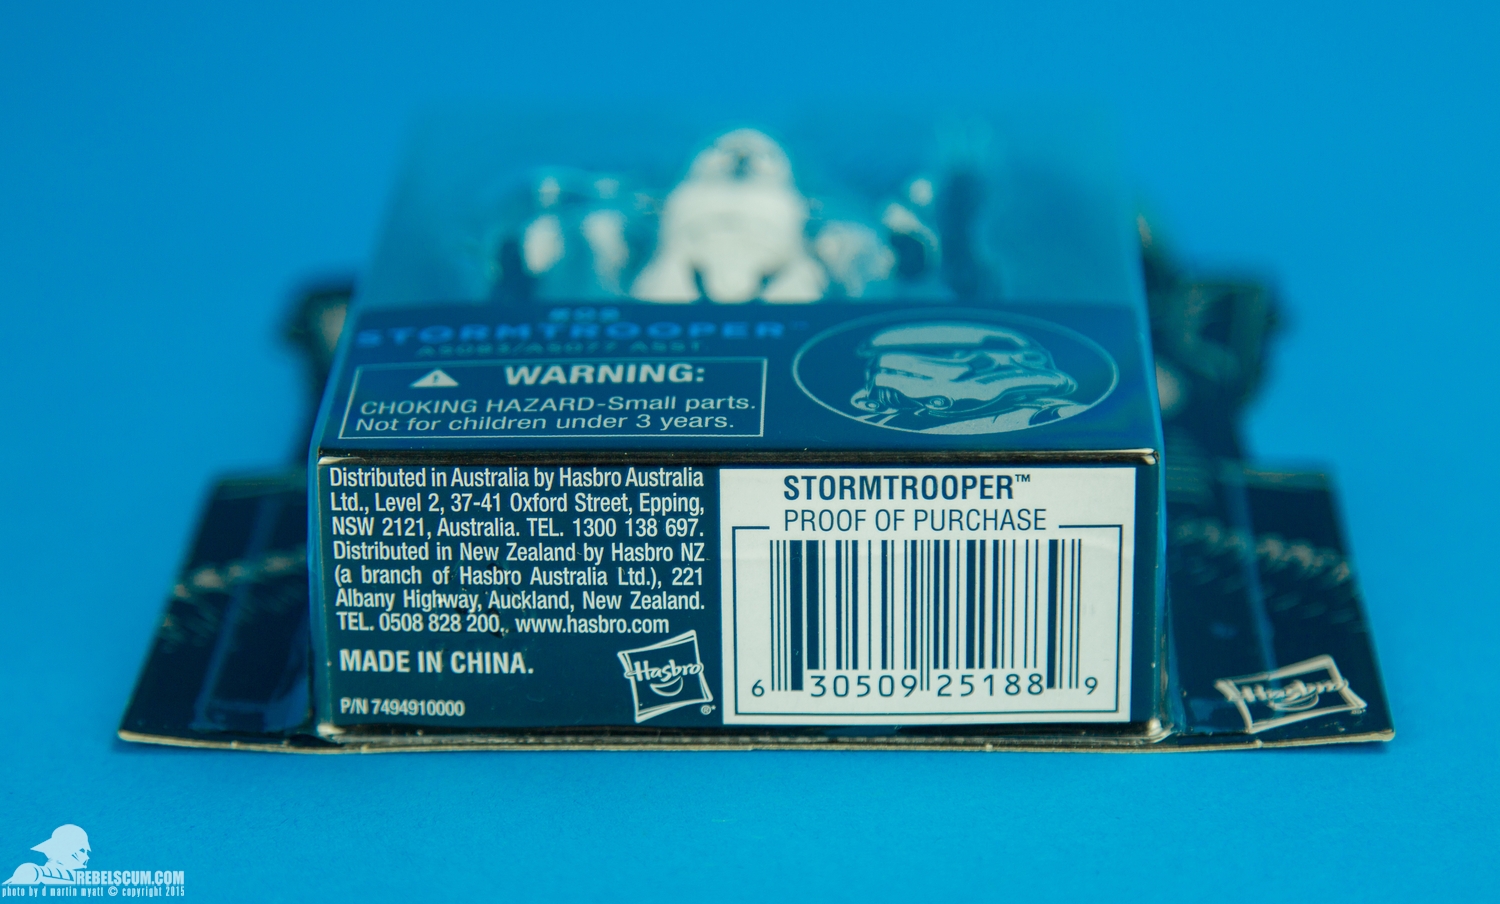 STORMTROOPER™
WARNING:
CHOKING HAZARD-Small parts.
Not for children under 3 years.
Distributed in Australia by Hasbro Australia
Ltd., Level 2, 37-41 Oxford Street, Epping,
NSW 2121, Australia. TEL. 1300 138 697.
Distributed in New Zealand by Hasbro NZ
(a branch of Hasbro Australia Ltd.), 221
Albany Highway, Auckland, New Zealand.
TEL. 0508 828 200. www.hasbro.com
MADE IN CHINA.
P/N 7494910000
Hasbro
®*
STORMTROOPER™
PROOF OF PURCHASE
6 30509 25188 9
Hasbro
REBELSCUM.COM
photo by d martin myatt © copyright 2015